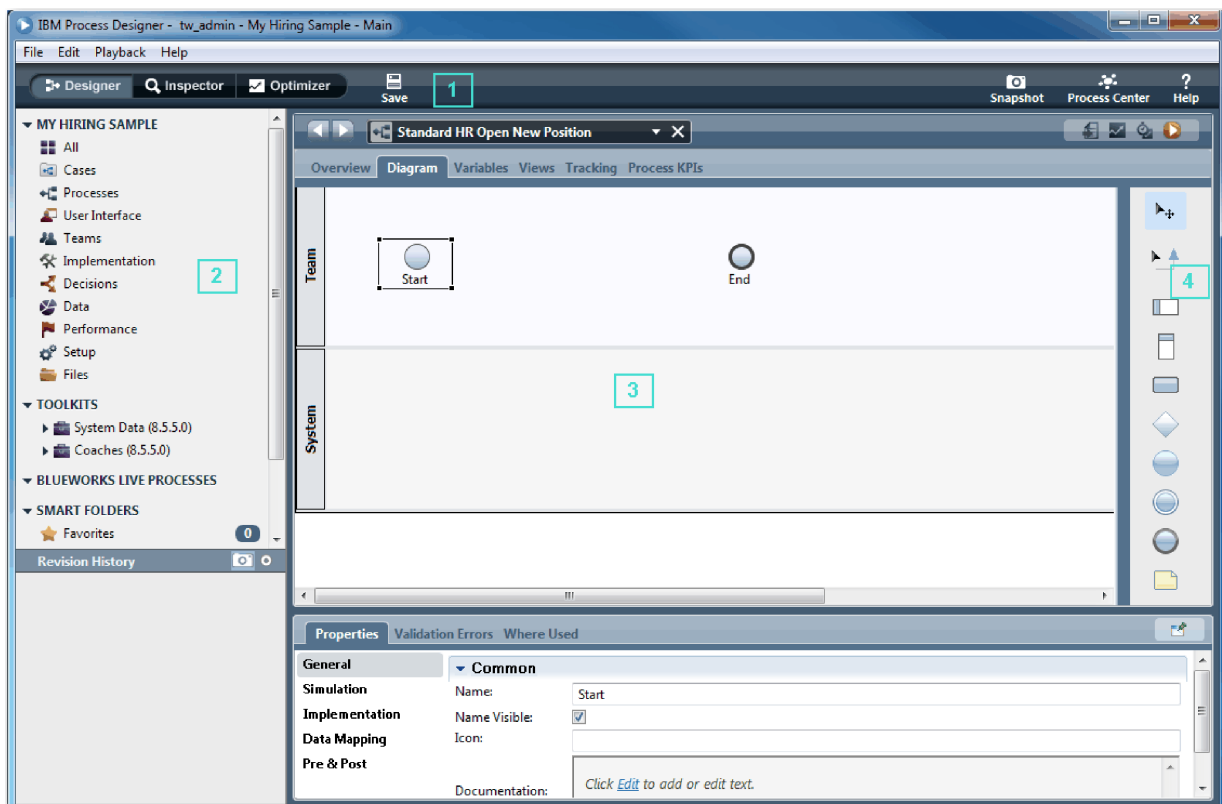 IBM Process Designer - tw_admin - My Hiring Sample - Main
File Edit Playback Help
Designer Inspector Optimizer Save 1 Snapshot Process Center Help
MY HIRING SAMPLE
All
Cases
Processes
User Interface
Teams
Implementation
2
Decisions
Data
Performance
Setup
Files
TOOLKITS
System Data (8.5.5.0)
Coaches (8.5.5.0)
BLUEWORKS LIVE PROCESSES
SMART FOLDERS
Favorites 0
Revision History
Standard HR Open New Position
Overview Diagram Variables Views Tracking Process KPIs
Team
Start
End
System
3
4
Properties Validation Errors Where Used
General
Simulation
Implementation
Data Mapping
Pre & Post
Common
Name: Start
Name Visible:
Icon:
Documentation: Click Edit to add or edit text.